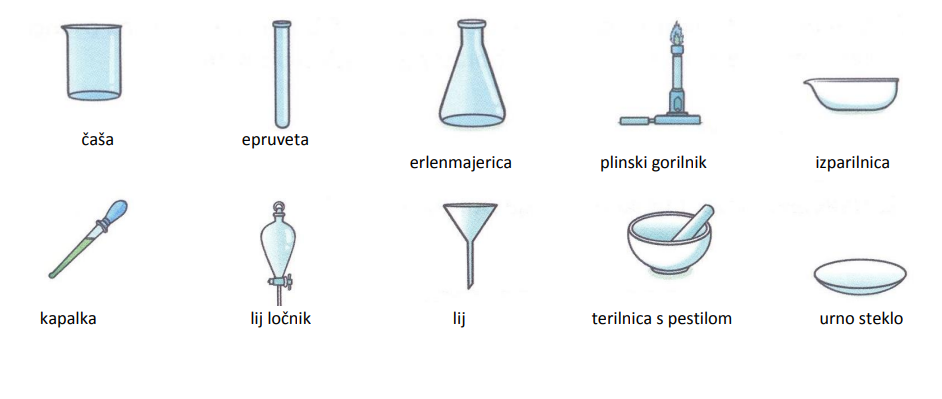 čaša
epruveta
erlenmajerica
plinski gorilnik
izparilnica
kapalka
lij ločnik
lij
terilnica s pestilom
urno steklo